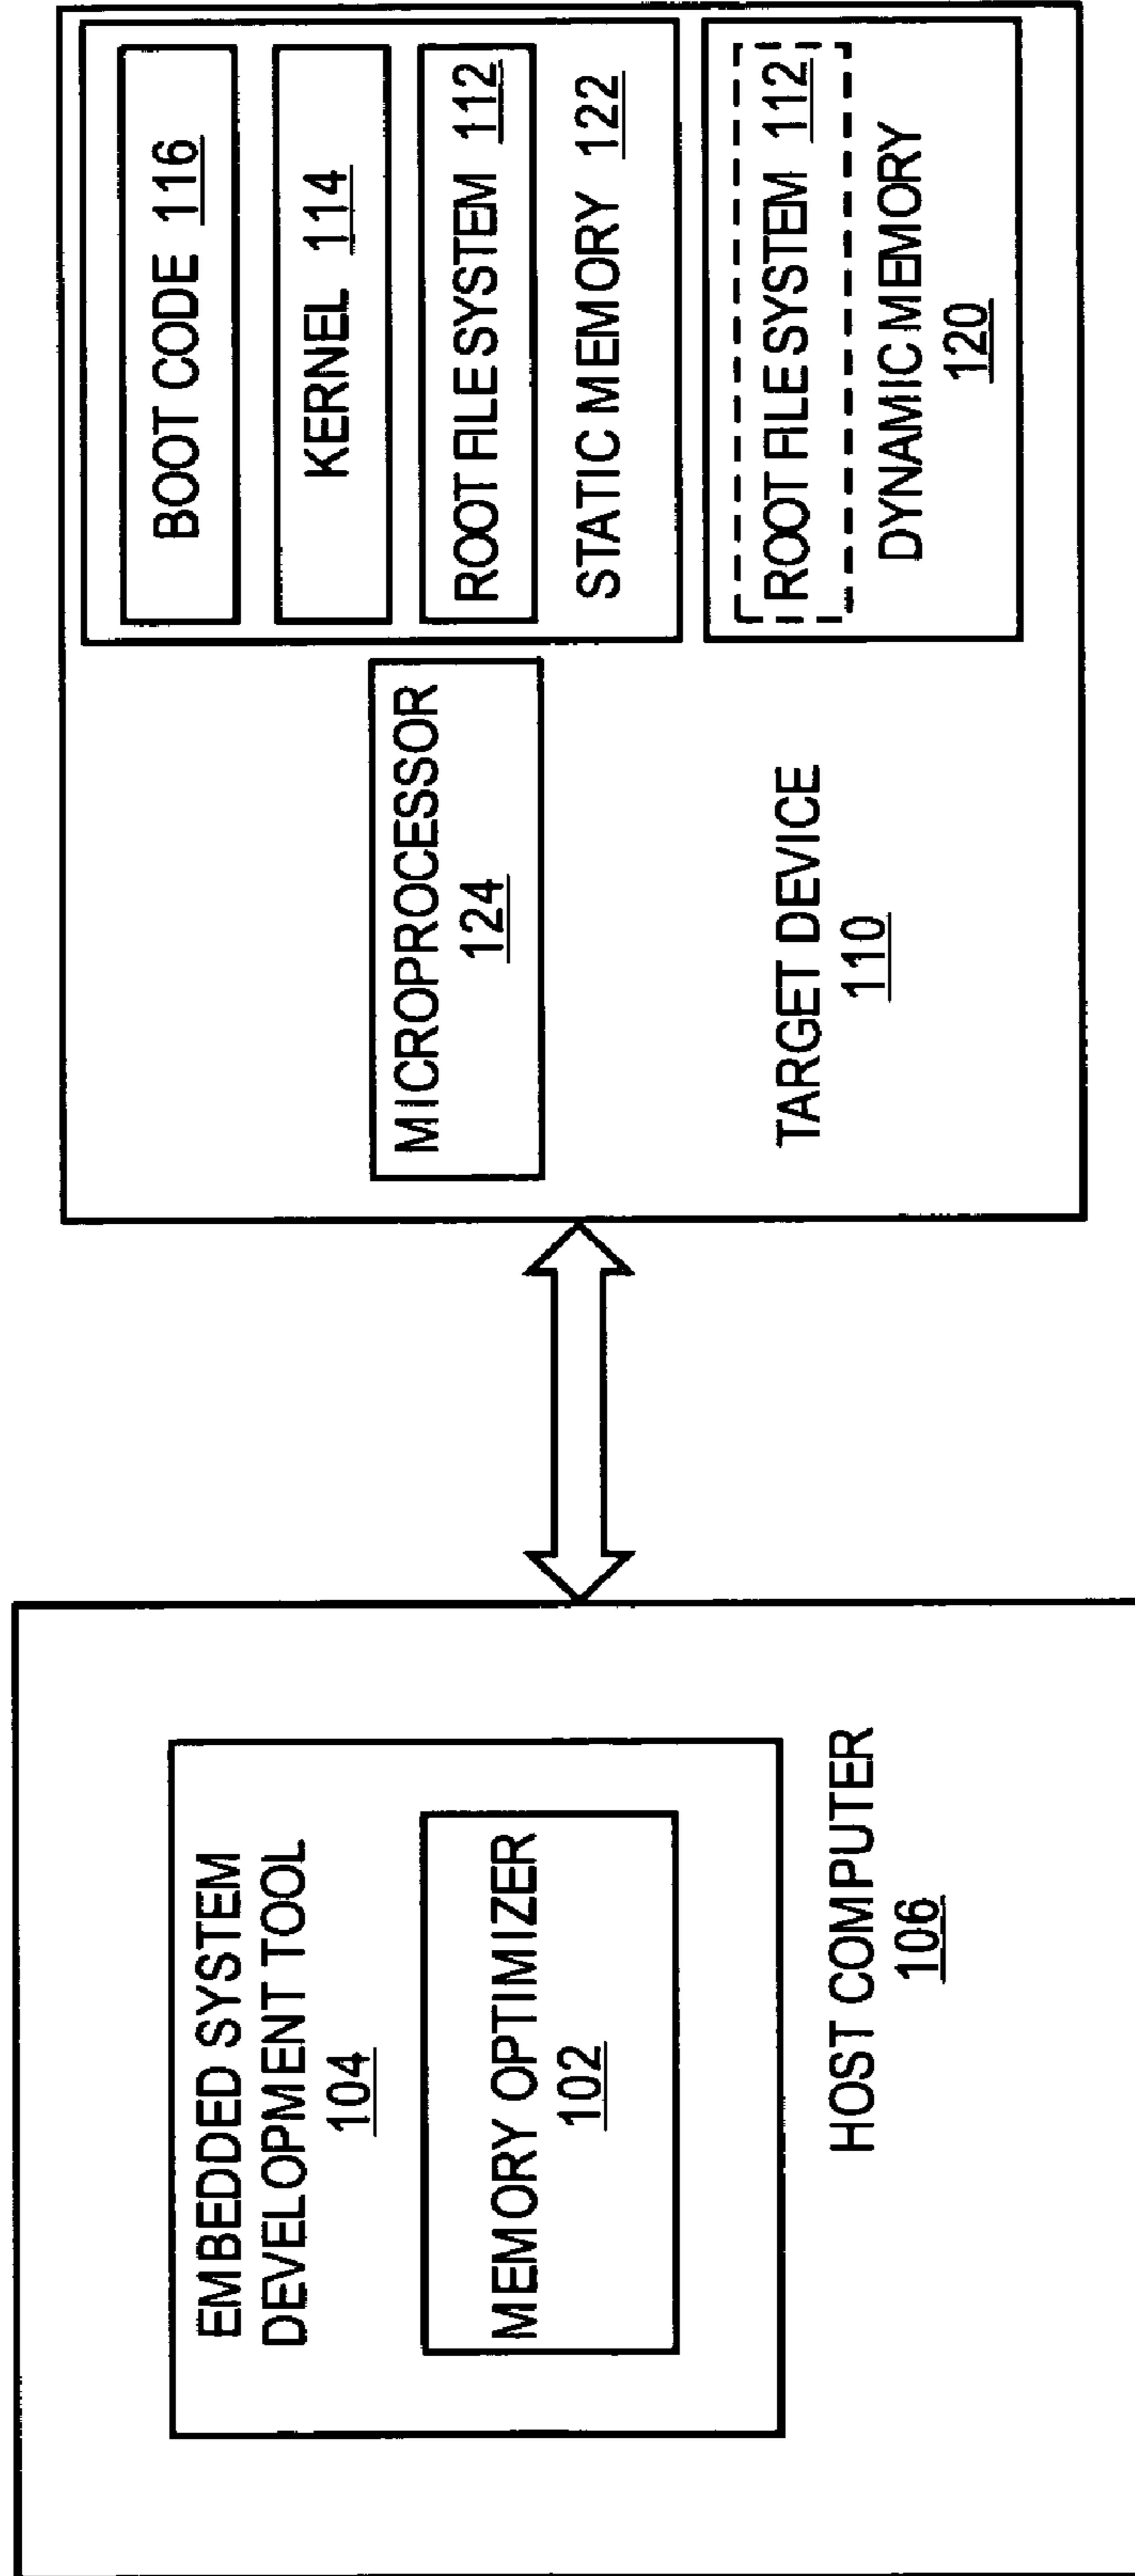 EMBEDDED SYSTEM
DEVELOPMENT TOOL
104
MEMORY OPTIMIZER
102
HOST COMPUTER
106
MICROPROCESSOR
124
TARGET DEVICE
110
BOOT CODE 116
KERNEL 114
ROOT FILE SYSTEM 112
STATIC MEMORY 122
ROOT FILE SYSTEM 112
DYNAMIC MEMORY
120